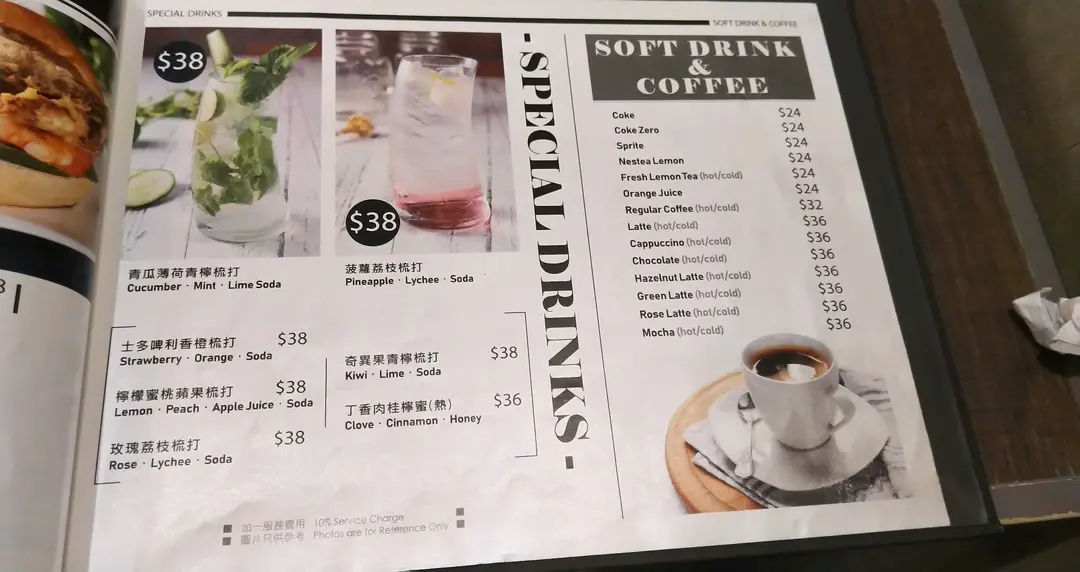 SPECIAL DRINKS
SOFT DRINK & COFFEE
$38
$38
青瓜薄荷青檸梳打
Cucumber · Mint · Lime Soda
菠蘿荔枝梳打
Pineapple · Lychee · Soda
士多啤利香橙梳打 $38
Strawberry · Orange · Soda
檸檬蜜桃蘋果梳打 $38
Lemon · Peach · Apple Juice · Soda
玫瑰荔枝梳打 $38
Rose · Lychee · Soda
奇異果青檸梳打 $38
Kiwi · Lime · Soda
丁香肉桂檸蜜(熱) $36
Clove · Cinnamon · Honey
- SPECIAL DRINKS -
SOFT DRINK
&
COFFEE
Coke $24
Coke Zero $24
Sprite $24
Nestea Lemon $24
Fresh Lemon Tea (hot/cold) $24
Orange Juice $24
Regular Coffee (hot/cold) $32
Latte (hot/cold) $36
Cappuccino (hot/cold) $36
Chocolate (hot/cold) $36
Hazelnut Latte (hot/cold) $36
Green Latte (hot/cold) $36
Rose Latte (hot/cold) $36
Mocha (hot/cold) $36
加一服務費用 10% Service Charge
圖片只供參考 Photos are for Reference Only